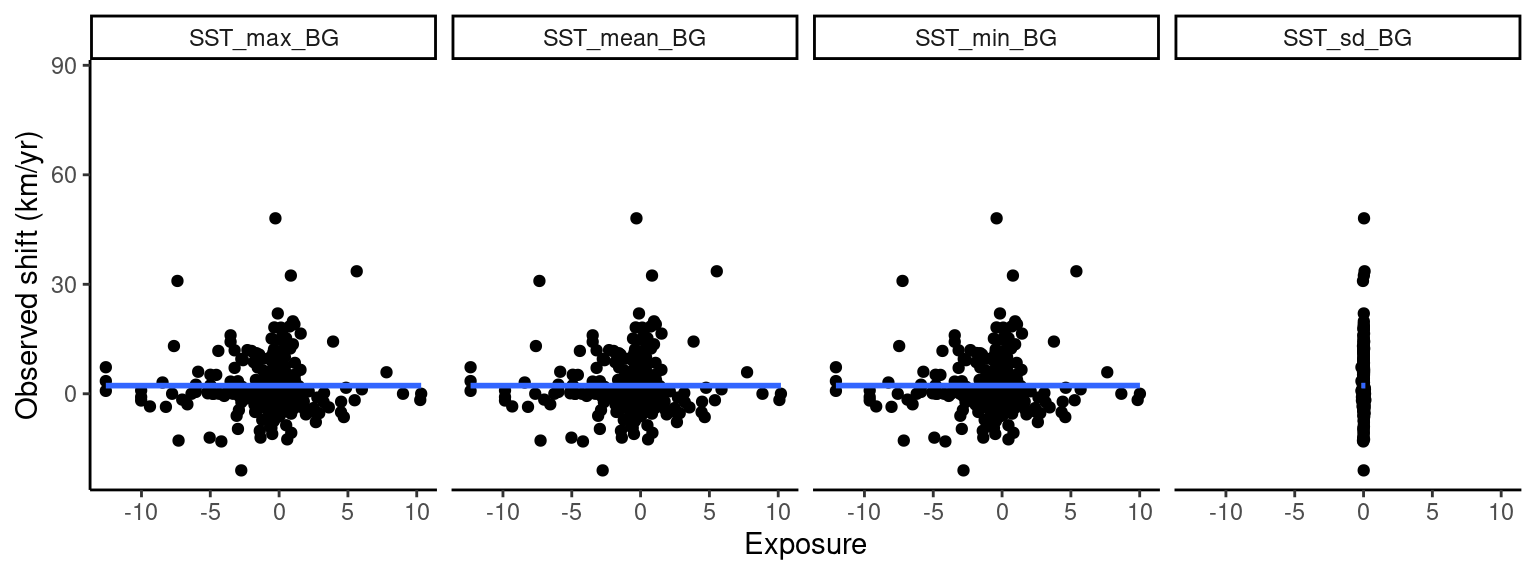 SST_max_BG SST_mean_BG SST_min_BG SST_sd_BG
90
60
30
0
Observed shift (km/yr)
-10 -5 0 5 10 -10 -5 0 5 10 -10 -5 0 5 10 -10 -5 0 5 10
Exposure